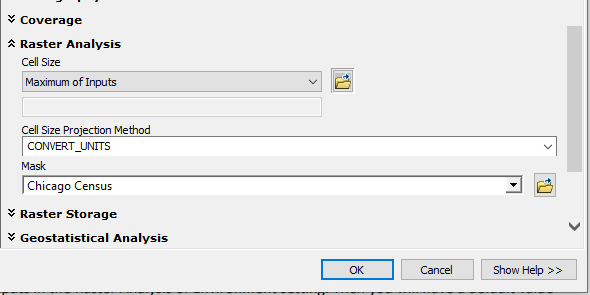 Coverage
Raster Analysis
Cell Size
Maximum of Inputs
Cell Size Projection Method
CONVERT_UNITS
Mask
Chicago Census
Raster Storage
Geostatistical Analysis
OK
Cancel
Show Help >>